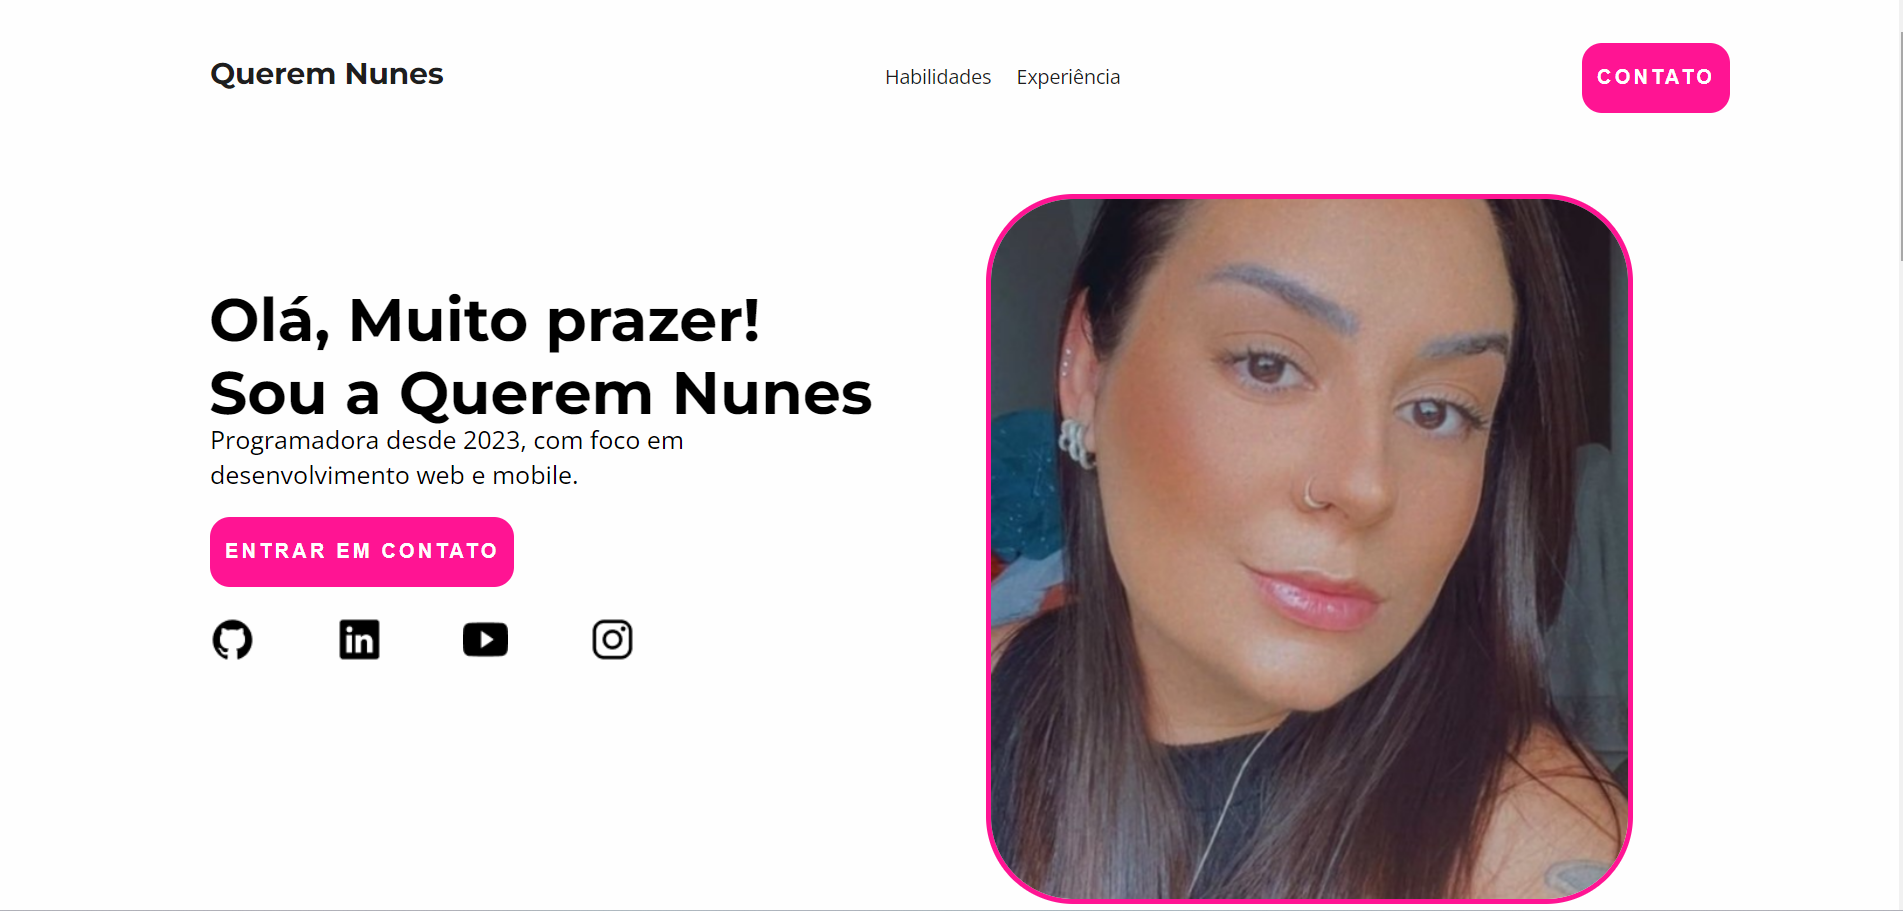 Querem Nunes
Habilidades Experiência
CONTATO
Olá, Muito prazer!
Sou a Querem Nunes
Programadora desde 2023, com foco em
desenvolvimento web e mobile.
ENTRAR EM CONTATO
in